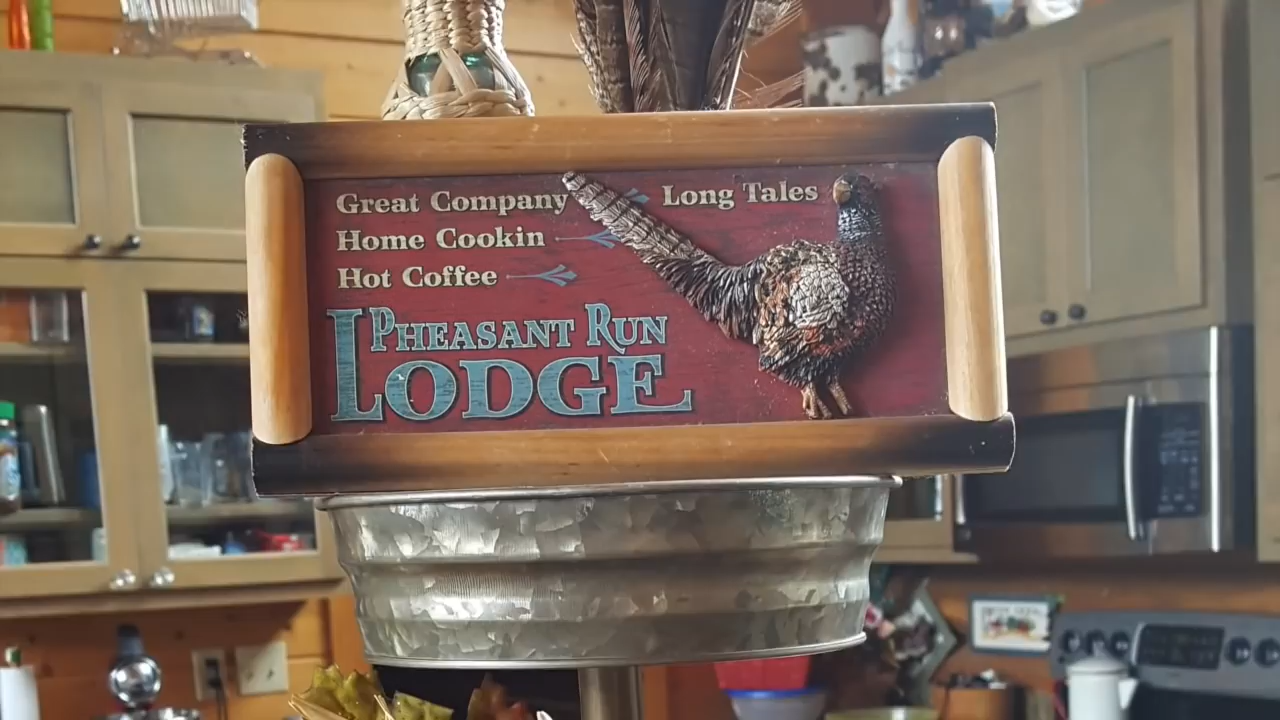 Great Company Long Tales
Home Cookin
Hot Coffee
PHEASANT RUN
LODGE